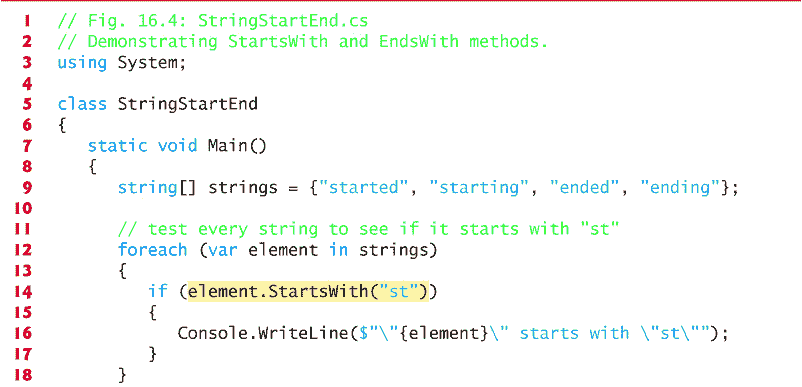 1 // Fig. 16.4: StringStartEnd.cs
2 // Demonstrating StartsWith and EndsWith methods.
3 using System;
4
5 class StringStartEnd
6 {
7 static void Main()
8 {
9 string[] strings = {"started", "starting", "ended", "ending"};
10
11 // test every string to see if it starts with "st"
12 foreach (var element in strings)
13 {
14 if (element.StartsWith("st"))
15 {
16 Console.WriteLine($"\"{element}\" starts with \"st\"");
17 }
18 }